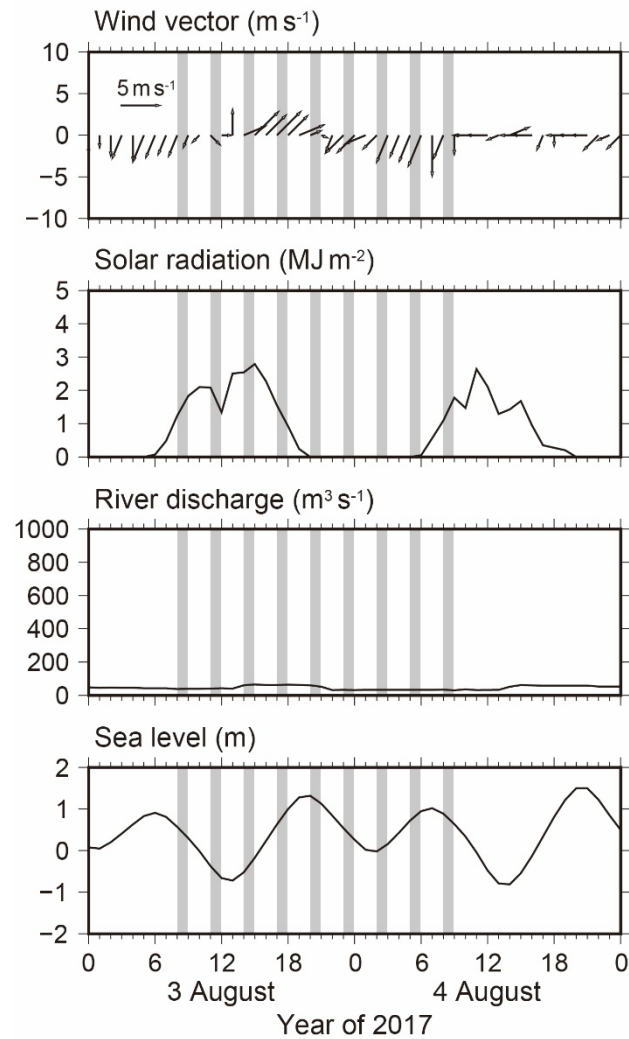 Wind vector (m s⁻¹)
10
5
0
−5
−10
5 m s⁻¹
Solar radiation (MJ m⁻²)
5
4
3
2
1
0
River discharge (m³ s⁻¹)
1000
800
600
400
200
0
Sea level (m)
2
1
0
−1
−2
0 6 12 18 0 6 12 18 0
3 August 4 August
Year of 2017